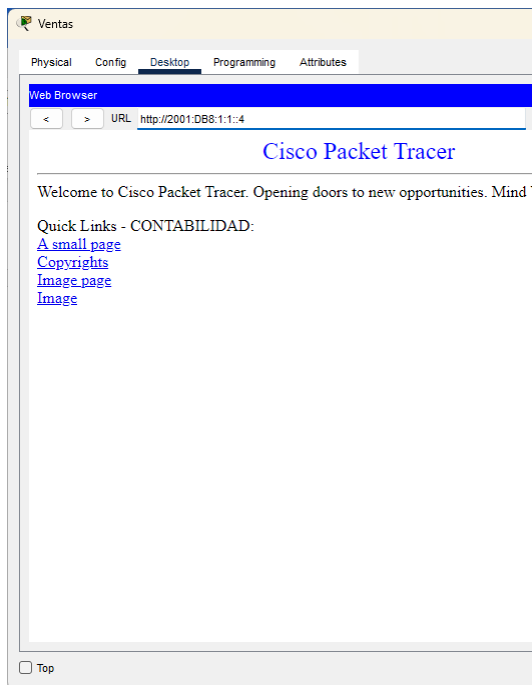 Ventas
Physical Config Desktop Programming Attributes
Web Browser
< > URL http://2001:DB8:1:1::4
Cisco Packet Tracer
Welcome to Cisco Packet Tracer. Opening doors to new opportunities. Mind
Quick Links - CONTABILIDAD:
A small page
Copyrights
Image page
Image
Top